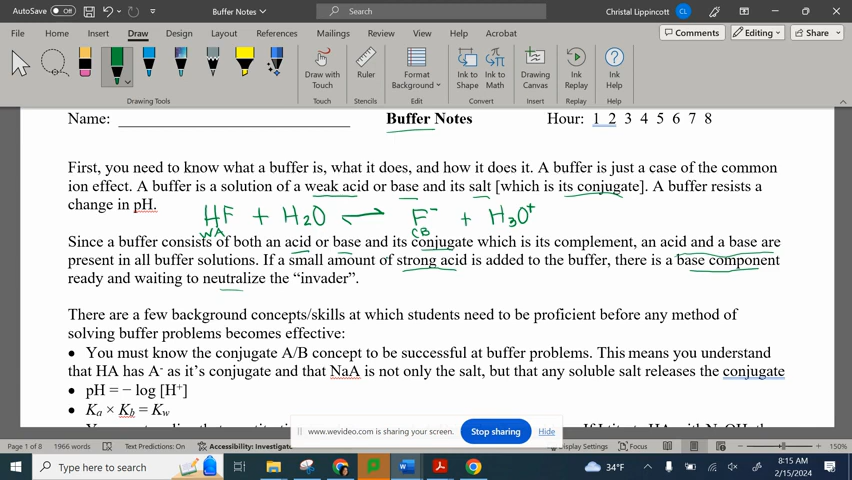 AutoSave Off Buffer Notes Search Christal Lippincott CL
File Home Insert Draw Design Layout References Mailings Review View Help Acrobat Comments Editing Share
Draw with Touch Ruler Format Background Ink to Shape Ink to Math Drawing Canvas Ink Replay Ink Help
Drawing Tools Touch Stencils Edit Convert Insert Replay Help
Name: Buffer Notes Hour: 1 2 3 4 5 6 7 8
First, you need to know what a buffer is, what it does, and how it does it. A buffer is just a case of the common
ion effect. A buffer is a solution of a weak acid or base and its salt [which is its conjugate]. A buffer resists a
change in pH.
HF + H₂O ⇌ F⁻ + H₃O⁺
WA CB
Since a buffer consists of both an acid or base and its conjugate which is its complement, an acid and a base are
present in all buffer solutions. If a small amount of strong acid is added to the buffer, there is a base component
ready and waiting to neutralize the “invader”.
There are a few background concepts/skills at which students need to be proficient before any method of
solving buffer problems becomes effective:
• You must know the conjugate A/B concept to be successful at buffer problems. This means you understand
that HA has A⁻ as it’s conjugate and that NaA is not only the salt, but that any soluble salt releases the conjugate
• pH = − log [H⁺]
• Kₐ × K_b = K_w
www.wevideo.com is sharing your screen. Stop sharing Hide
Page 1 of 8 1966 words Text Predictions: On Accessibility: Investiga Display Settings Focus 150%
Type here to search 34°F 8:15 AM
2/15/2024